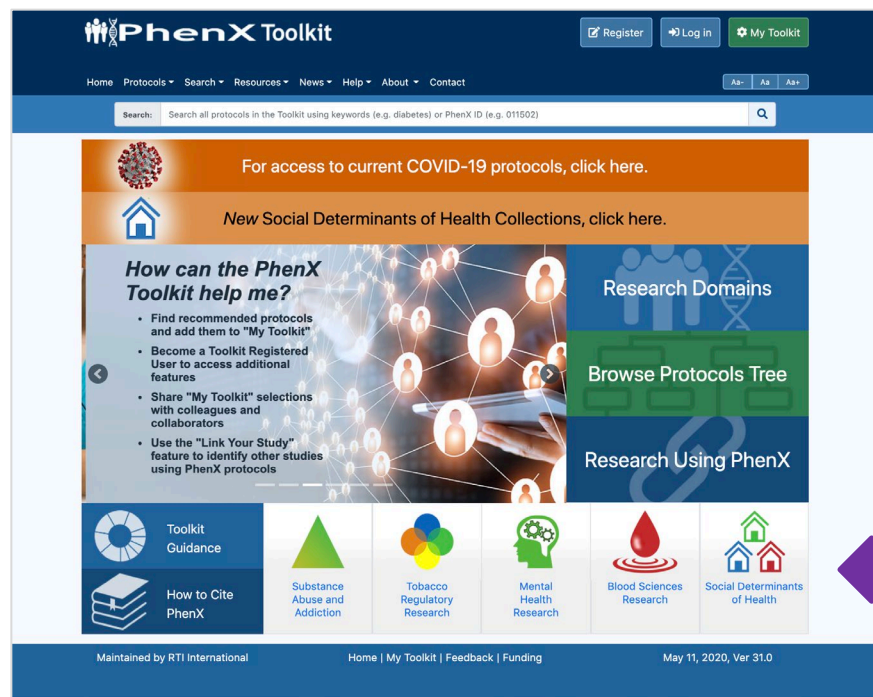 PhenX Toolkit
Register
Log in
My Toolkit
Home Protocols Search Resources News Help About Contact
Aa- Aa Aa+
Search: Search all protocols in the Toolkit using keywords (e.g. diabetes) or PhenX ID (e.g. 011502)
For access to current COVID-19 protocols, click here.
New Social Determinants of Health Collections, click here.
How can the PhenX
Toolkit help me?
• Find recommended protocols
and add them to "My Toolkit"
• Become a Toolkit Registered
User to access additional
features
• Share "My Toolkit" selections
with colleagues and
collaborators
• Use the "Link Your Study"
feature to identify other studies
using PhenX protocols
Research Domains
Browse Protocols Tree
Research Using PhenX
Toolkit
Guidance
How to Cite
PhenX
Substance
Abuse and
Addiction
Tobacco
Regulatory
Research
Mental
Health
Research
Blood Sciences
Research
Social Determinants
of Health
Maintained by RTI International
Home | My Toolkit | Feedback | Funding
May 11, 2020, Ver 31.0